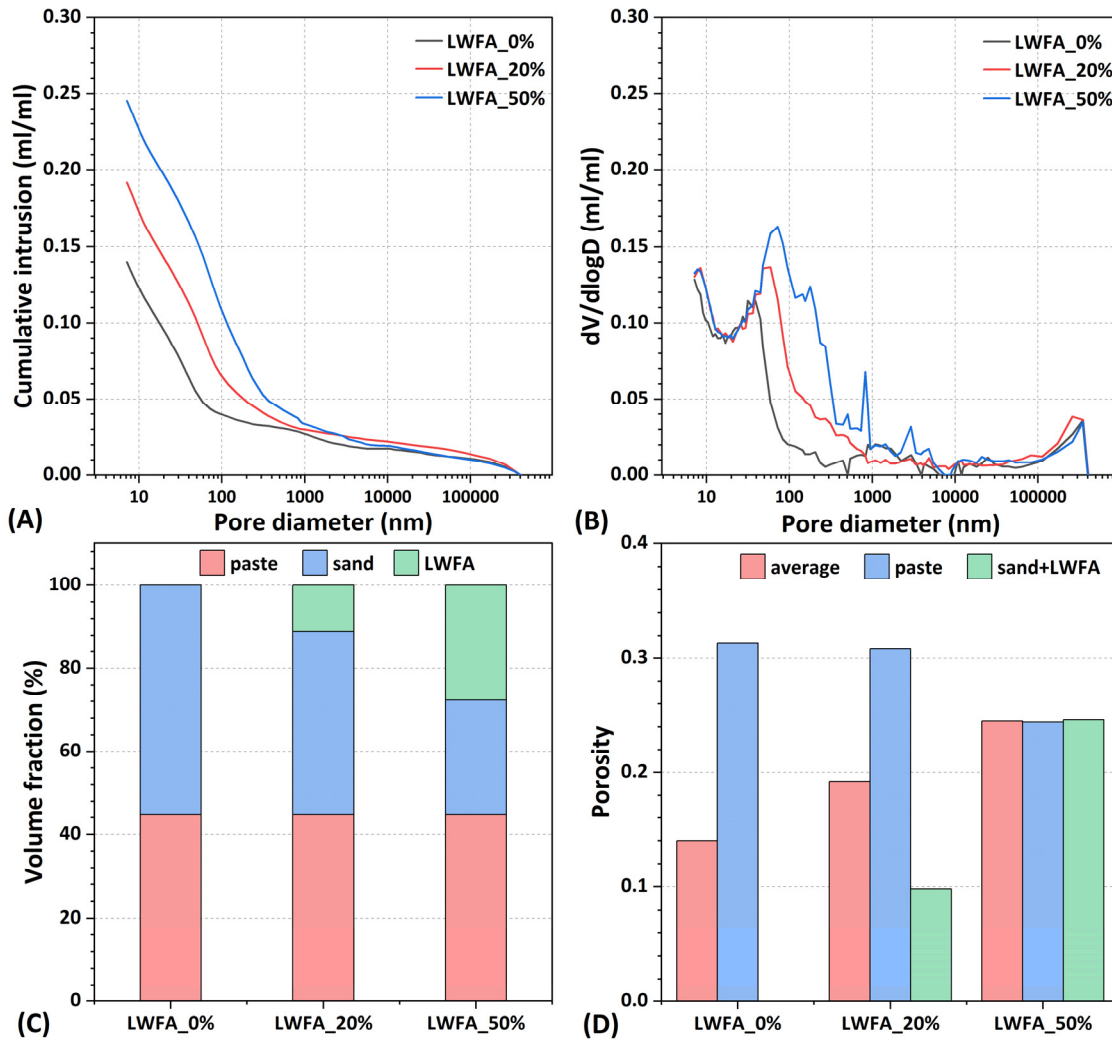 LWFA_0%
LWFA_20%
LWFA_50%
0.30
0.25
0.20
0.15
0.10
0.05
0.00
Cumulative intrusion (ml/ml)
10 100 1000 10000 100000
Pore diameter (nm)
(A)
LWFA_0%
LWFA_20%
LWFA_50%
0.30
0.25
0.20
0.15
0.10
0.05
0.00
dV/dlogD (ml/ml)
10 100 1000 10000 100000
Pore diameter (nm)
(B)
paste sand LWFA
100
80
60
40
20
0
Volume fraction (%)
LWFA_0% LWFA_20% LWFA_50%
(C)
average paste sand+LWFA
0.4
0.3
0.2
0.1
0.0
Porosity
LWFA_0% LWFA_20% LWFA_50%
(D)